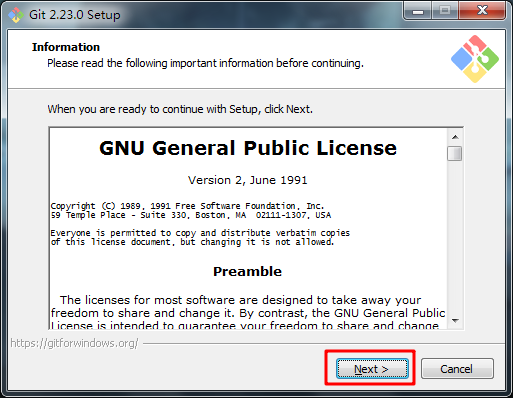 Git 2.23.0 Setup
Information
Please read the following important information before continuing.
When you are ready to continue with Setup, click Next.
GNU General Public License
Version 2, June 1991
Copyright (C) 1989, 1991 Free Software Foundation, Inc.
59 Temple Place - Suite 330, Boston, MA  02111-1307, USA
Everyone is permitted to copy and distribute verbatim copies
of this license document, but changing it is not allowed.
Preamble
The licenses for most software are designed to take away your
freedom to share and change it. By contrast, the GNU General Public
License is intended to guarantee your freedom to share and change
https://gitforwindows.org/
Next >
Cancel